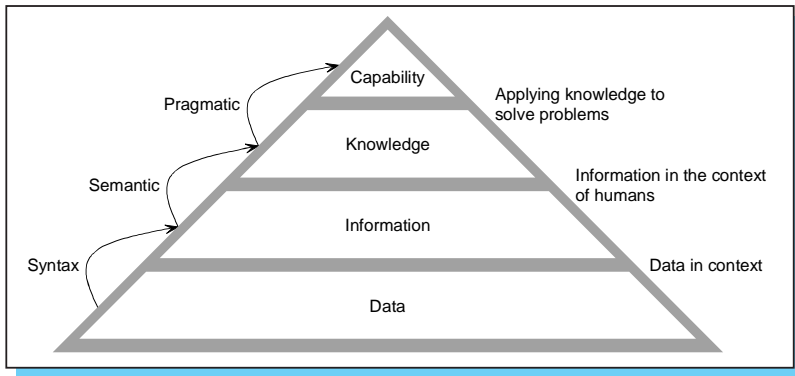 Capability
Pragmatic
Applying knowledge to
solve problems
Knowledge
Semantic
Information in the context
of humans
Information
Syntax
Data in context
Data